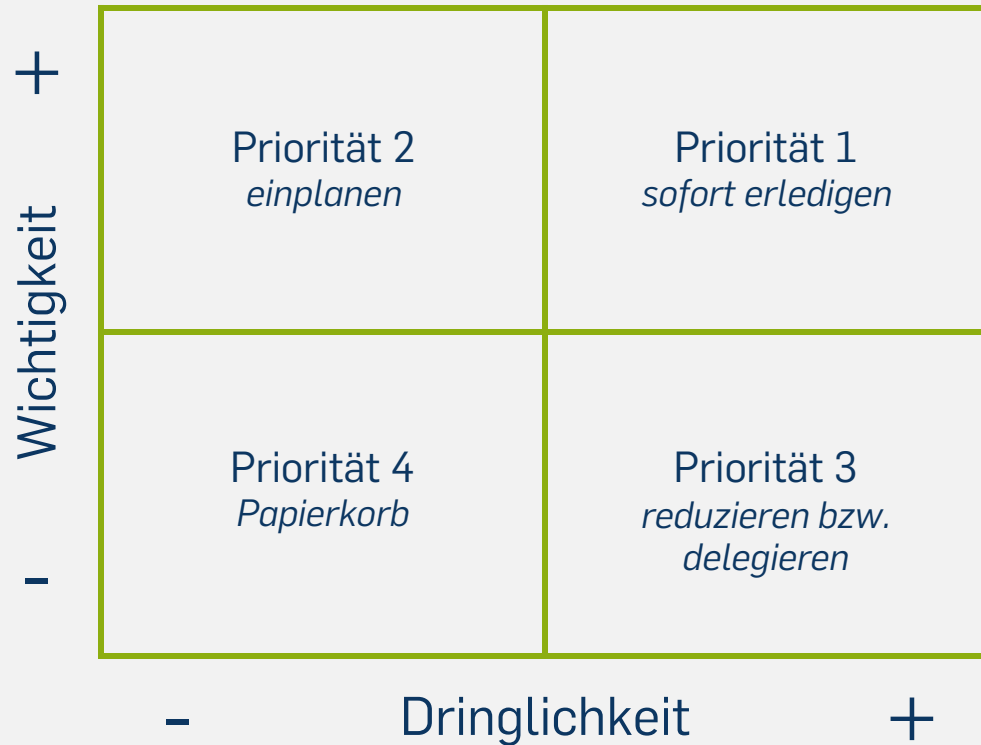 +
Wichtigkeit
-
Priorität 2
einplanen
Priorität 1
sofort erledigen
Priorität 4
Papierkorb
Priorität 3
reduzieren bzw.
delegieren
-
Dringlichkeit
+